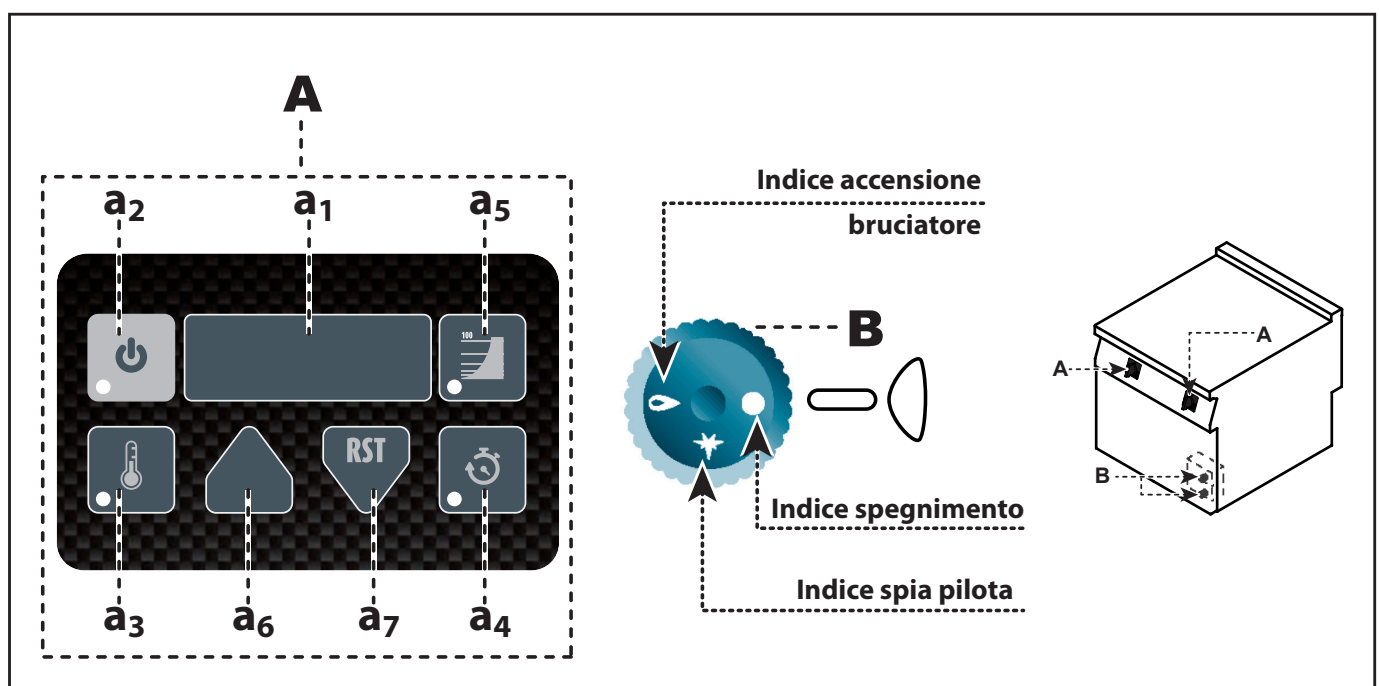 A
a2 a1 a5
100
RST
a3 a6 a7 a4
Indice accensione
bruciatore
B
Indice spegnimento
Indice spia pilota
A
A
B